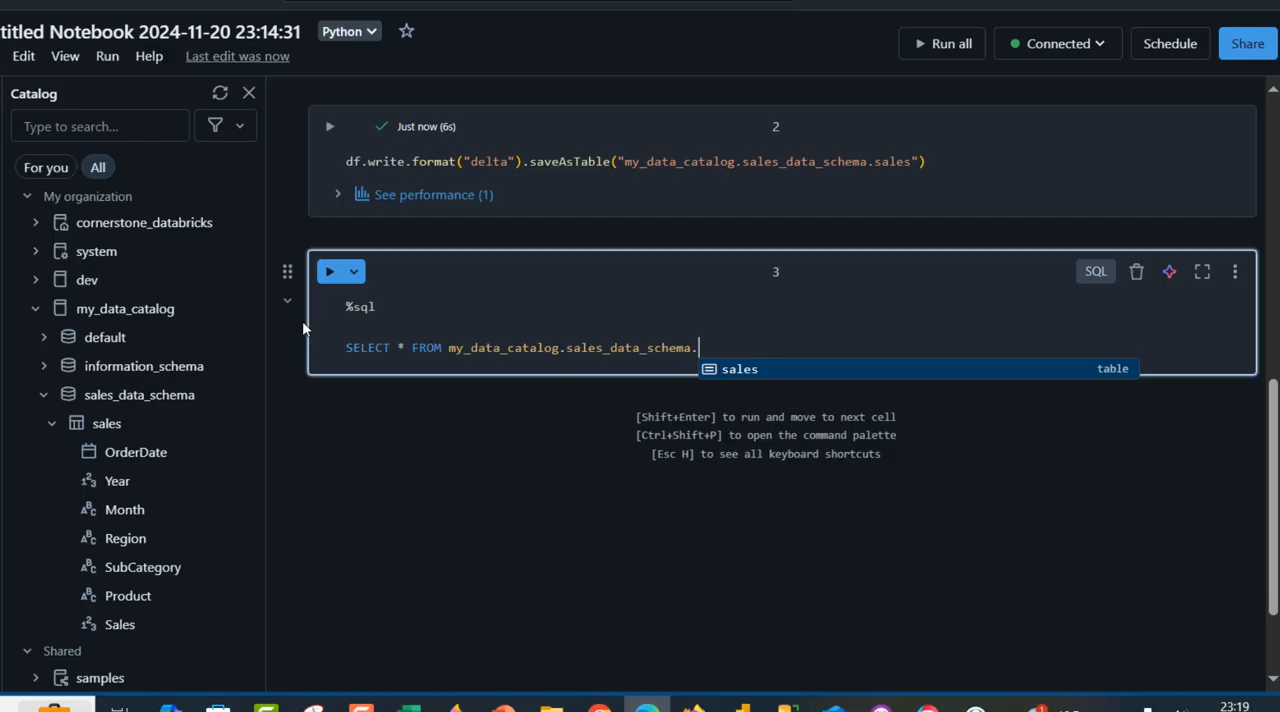 titled Notebook 2024-11-20 23:14:31 Python
Edit View Run Help Last edit was now
Run all Connected Schedule Share
Catalog
Type to search...
For you All
My organization
cornerstone_databricks
system
dev
my_data_catalog
default
information_schema
sales_data_schema
sales
OrderDate
Year
Month
Region
SubCategory
Product
Sales
Shared
samples
Just now (6s) 2
df.write.format("delta").saveAsTable("my_data_catalog.sales_data_schema.sales")
See performance (1)
3 SQL
%sql
SELECT * FROM my_data_catalog.sales_data_schema.
sales table
[Shift+Enter] to run and move to next cell
[Ctrl+Shift+P] to open the command palette
[Esc H] to see all keyboard shortcuts
23:19